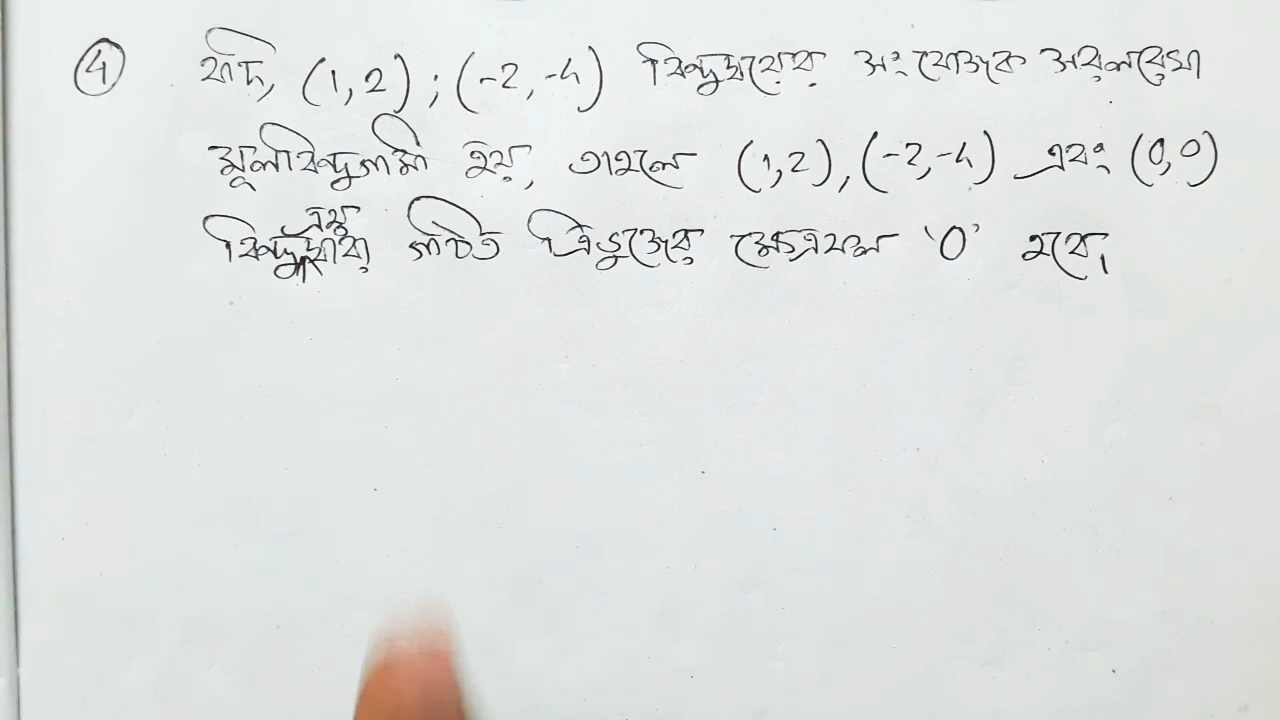 ④ যদি, (1,2) ; (-2,-4) বিন্দুদ্বয়ের সংযোজক সরলরেখা
মূলবিন্দুগামী হয়, তাহলে (1,2), (-2,-4) এবং (0,0)
বিন্দুত্রয় দ্বারা গঠিত ত্রিভুজের ক্ষেত্রফল ‘0’ হবে।